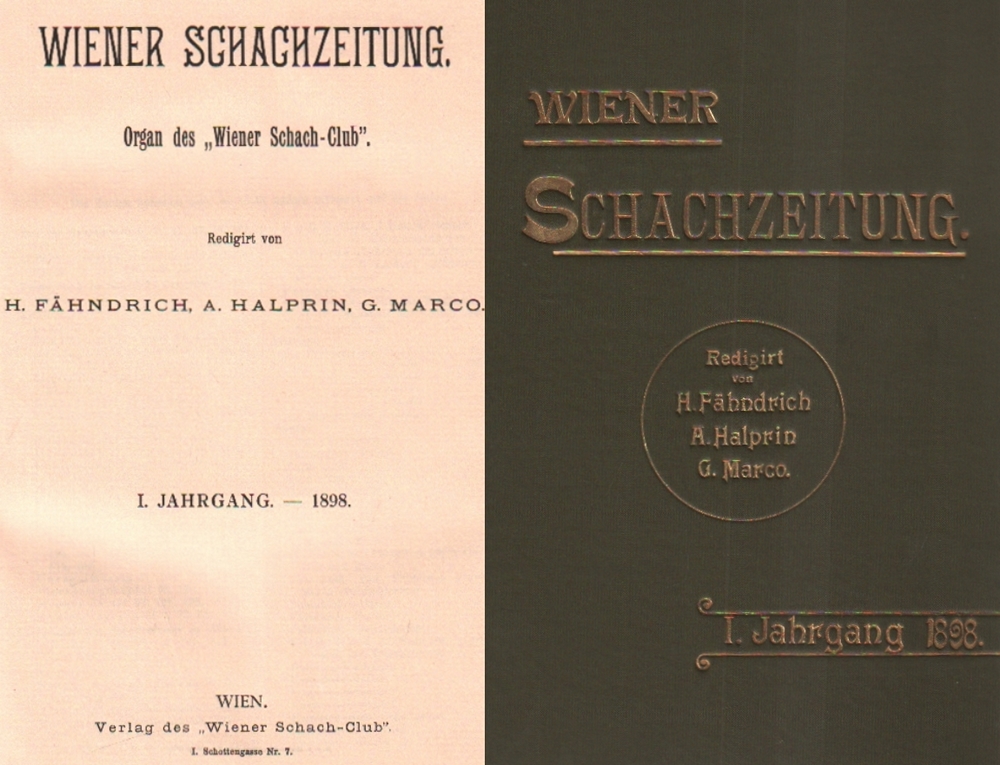 WIENER SCHACHZEITUNG.
Organ des „Wiener Schach-Club”.
Redigirt von
H. FÄHNDRICH, A. HALPRIN, G. MARCO.
I. JAHRGANG. — 1898.
WIEN.
Verlag des „Wiener Schach-Club”.
I. Schottengasse Nr. 7.
WIENER
SCHACHZEITUNG.
Redigirt
von
H. Fähndrich
A. Halprin
G. Marco.
I. Jahrgang 1898.